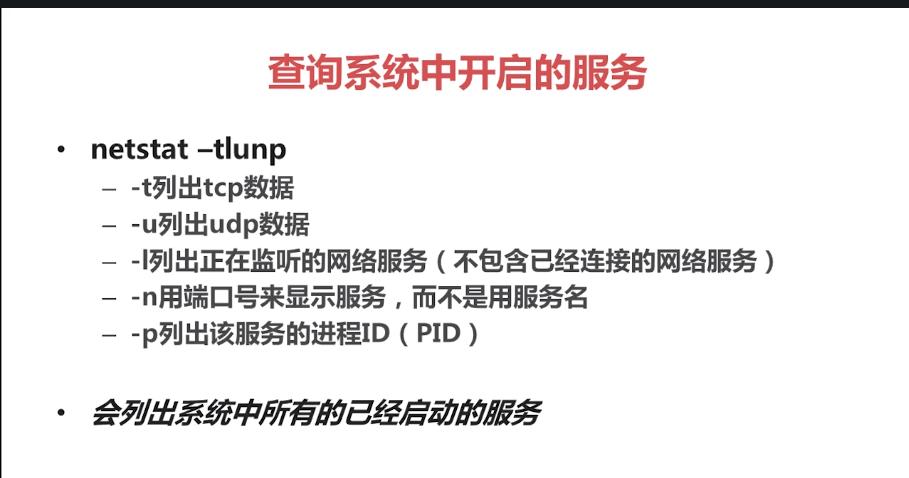 查询系统中开启的服务
• netstat –tlunp
– -t列出tcp数据
– -u列出udp数据
– -l列出正在监听的网络服务（不包含已经连接的网络服务）
– -n用端口号来显示服务，而不是用服务名
– -p列出该服务的进程ID（PID）
• 会列出系统中所有的已经启动的服务